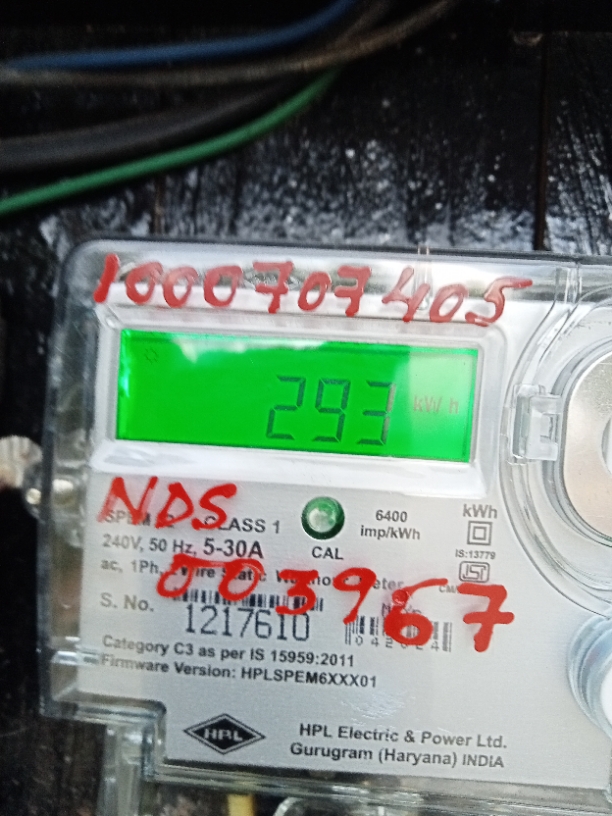 1000707405
293 kWh
NDS
CLASS 1
6400
imp/kWh
kWh
240V, 50 Hz, 5-30A
CAL
IS:13779
ac, 1Ph,
003967
S. No.
1217610
Category C3 as per IS 15959:2011
Firmware Version: HPLSPEM6XXX01
HPL
HPL Electric & Power Ltd.
Gurugram (Haryana) INDIA